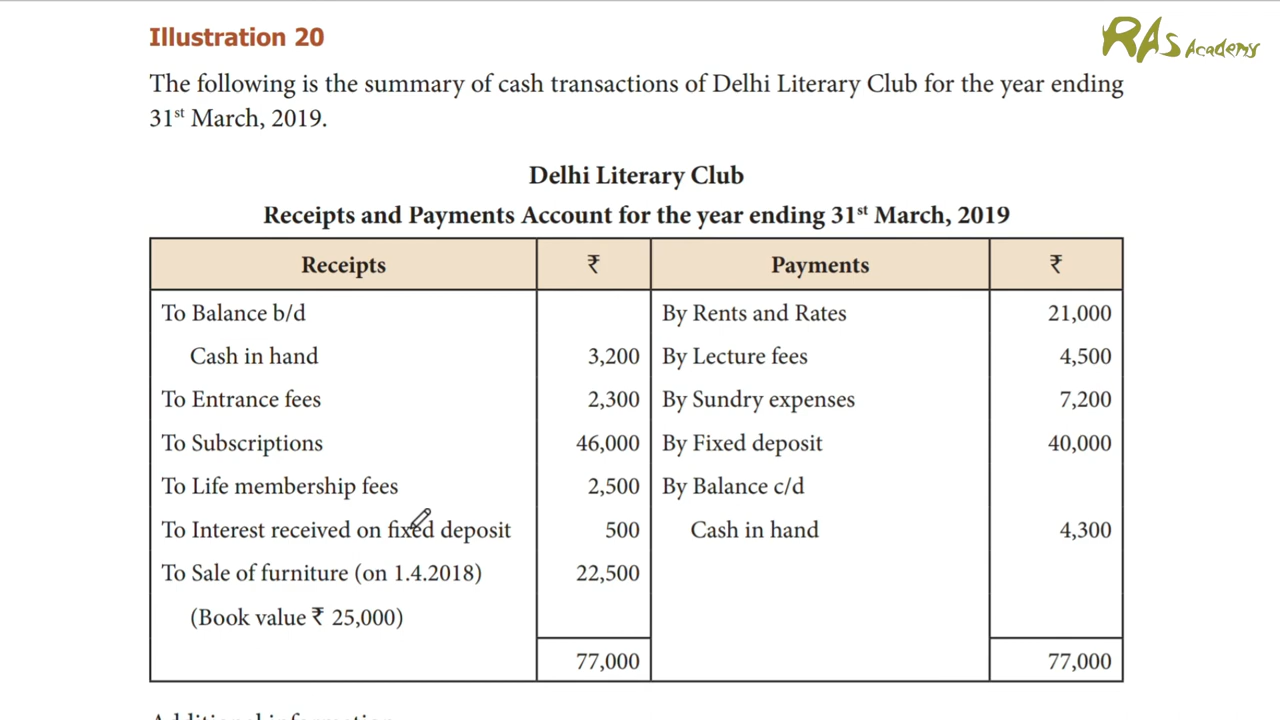 Illustration 20
RAS Academy
The following is the summary of cash transactions of Delhi Literary Club for the year ending
31st March, 2019.
Delhi Literary Club
Receipts and Payments Account for the year ending 31st March, 2019
Receipts ₹ Payments ₹
To Balance b/d By Rents and Rates 21,000
Cash in hand 3,200 By Lecture fees 4,500
To Entrance fees 2,300 By Sundry expenses 7,200
To Subscriptions 46,000 By Fixed deposit 40,000
To Life membership fees 2,500 By Balance c/d
To Interest received on fixed deposit 500 Cash in hand 4,300
To Sale of furniture (on 1.4.2018) 22,500
(Book value ₹ 25,000)
77,000 77,000
Additional information